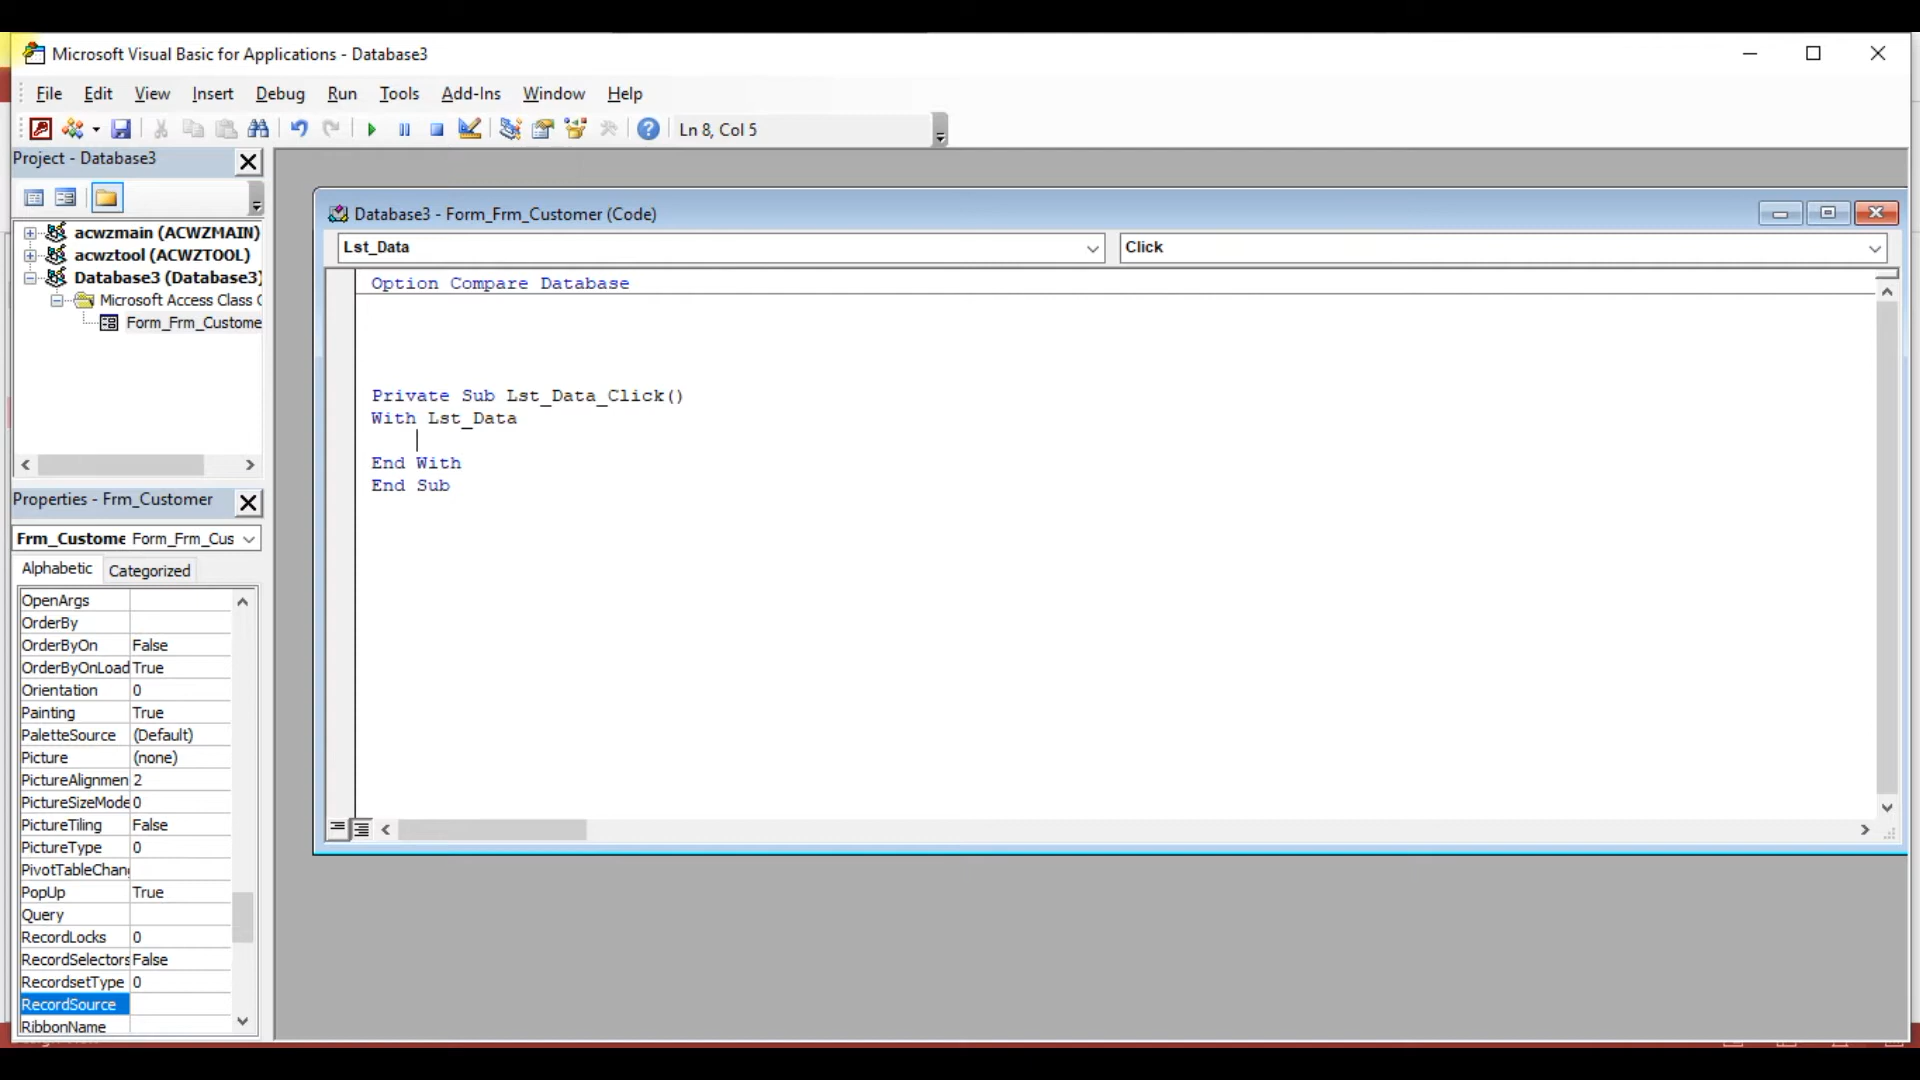 Microsoft Visual Basic for Applications - Database3
File Edit View Insert Debug Run Tools Add-Ins Window Help
Ln 8, Col 5
Project - Database3
acwzmain (ACWZMAIN)
acwztool (ACWZTOOL)
Database3 (Database3)
Microsoft Access Class
Form_Frm_Custome
Properties - Frm_Customer
Frm_Custome Form_Frm_Cus
Alphabetic Categorized
OpenArgs
OrderBy
OrderByOn False
OrderByOnLoad True
Orientation 0
Painting True
PaletteSource (Default)
Picture (none)
PictureAlignmen 2
PictureSizeMode 0
PictureTiling False
PictureType 0
PivotTableChan
PopUp True
Query
RecordLocks 0
RecordSelectors False
RecordsetType 0
RecordSource
RibbonName
Database3 - Form_Frm_Customer (Code)
Lst_Data Click
Option Compare Database
Private Sub Lst_Data_Click()
With Lst_Data
End With
End Sub